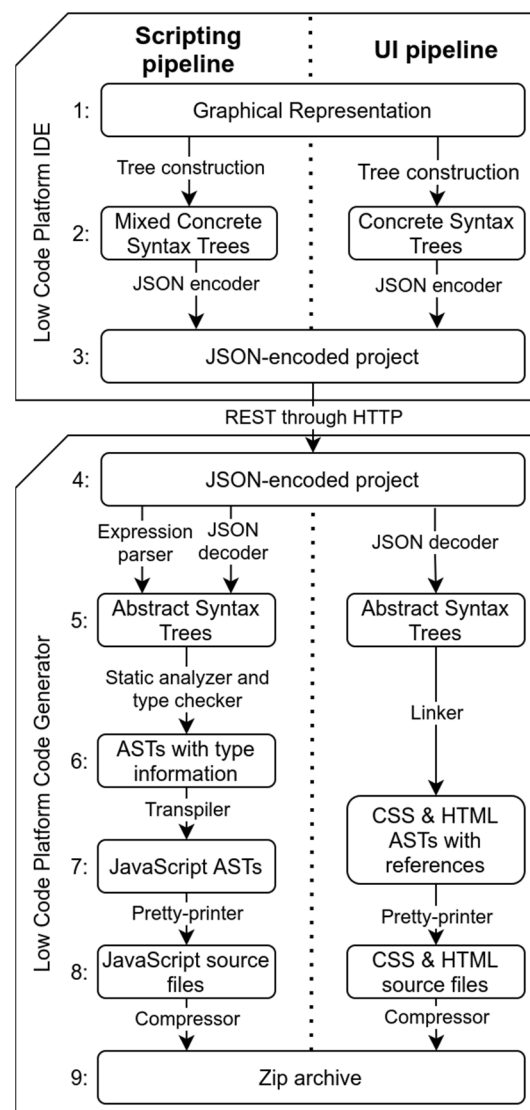 Scripting
pipeline
UI pipeline
Low Code Platform IDE
1:
Graphical Representation
Tree construction
Tree construction
2:
Mixed Concrete
Syntax Trees
Concrete Syntax
Trees
JSON encoder
JSON encoder
3:
JSON-encoded project
REST through HTTP
Low Code Platform Code Generator
4:
JSON-encoded project
Expression
parser
JSON
decoder
JSON decoder
5:
Abstract Syntax
Trees
Abstract Syntax
Trees
Static analyzer and
type checker
Linker
6:
ASTs with type
information
Transpiler
7:
JavaScript ASTs
CSS & HTML
ASTs with
references
Pretty-printer
Pretty-printer
8:
JavaScript source
files
CSS & HTML
source files
Compressor
Compressor
9:
Zip archive